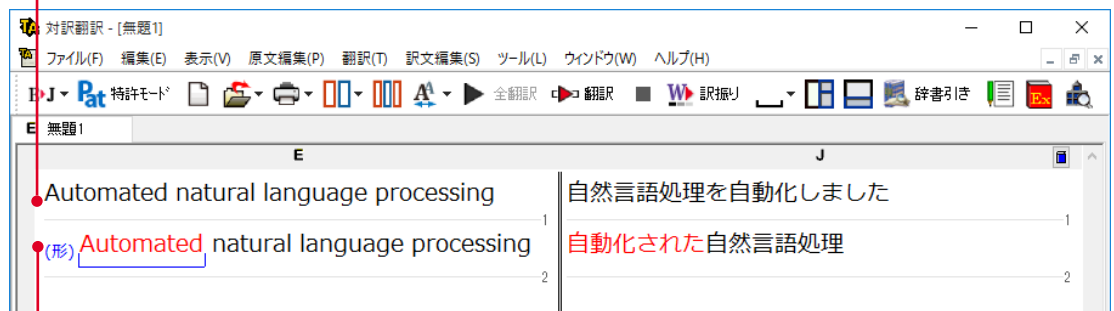 対訳翻訳 - [無題1]
ファイル(F) 編集(E) 表示(V) 原文編集(P) 翻訳(T) 訳文編集(S) ツール(L) ウインドウ(W) ヘルプ(H)
E▶J Pat 特許モード 全翻訳 翻訳 W 訳振り 辞書引き Ex
E 無題1
E J
Automated natural language processing 自然言語処理を自動化しました
1 1
(形) Automated natural language processing 自動化された自然言語処理
2 2